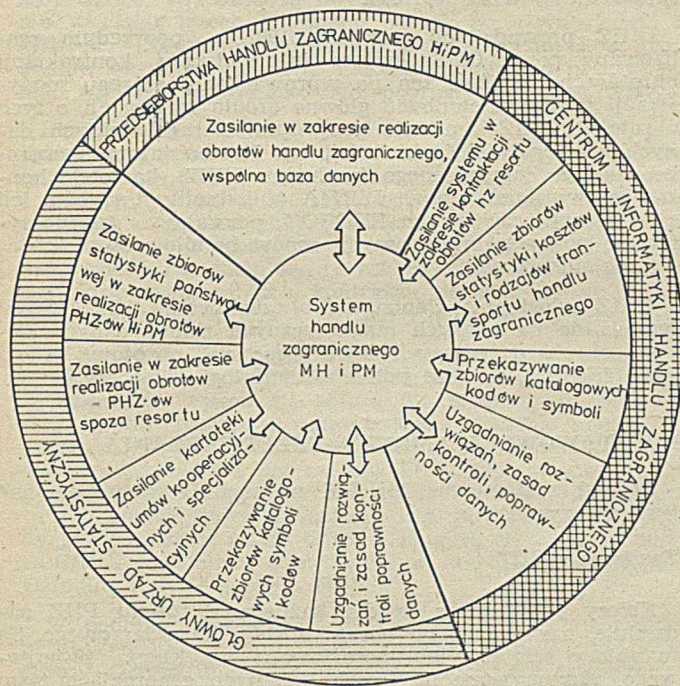 PRZEDSIĘBIORSTWA HANDLU ZAGRANICZNEGO HiPM
CENTRUM INFORMATYKI HANDLU ZAGRANICZNEGO
GŁÓWNY URZĄD STATYSTYCZNY
Zasilanie w zakresie realizacji
obrotów handlu zagranicznego,
wspólna baza danych
Zasilanie systemu w
zakresie kontraktacji
obrotów hz resortu
Zasilanie zbiorów
statystyki, kosztów
i rodzajów tran-
sportu handlu
zagranicznego
Przekazywanie
zbiorów katalogowych
kodów i symboli
Uzgadnianie roz-
wiązań, zasad
kontroli, popraw-
ności danych
Uzgadnianie rozwią-
zań i zasad kon-
troli poprawności
danych
Przekazywanie
zbiorów katalogo-
wych symboli
i kodów
Zasilanie kartoteki
umów kooperacyj-
nych i specjaliza-
cyjnych
Zasilanie w zakresie
realizacji obrotów
- PHZ-ów
spoza resortu
Zasilanie zbiorów
statystyki państwo-
wej w zakresie
realizacji obrotów
PHZ-ów HiPM
System
handlu
zagranicznego
MH i PM